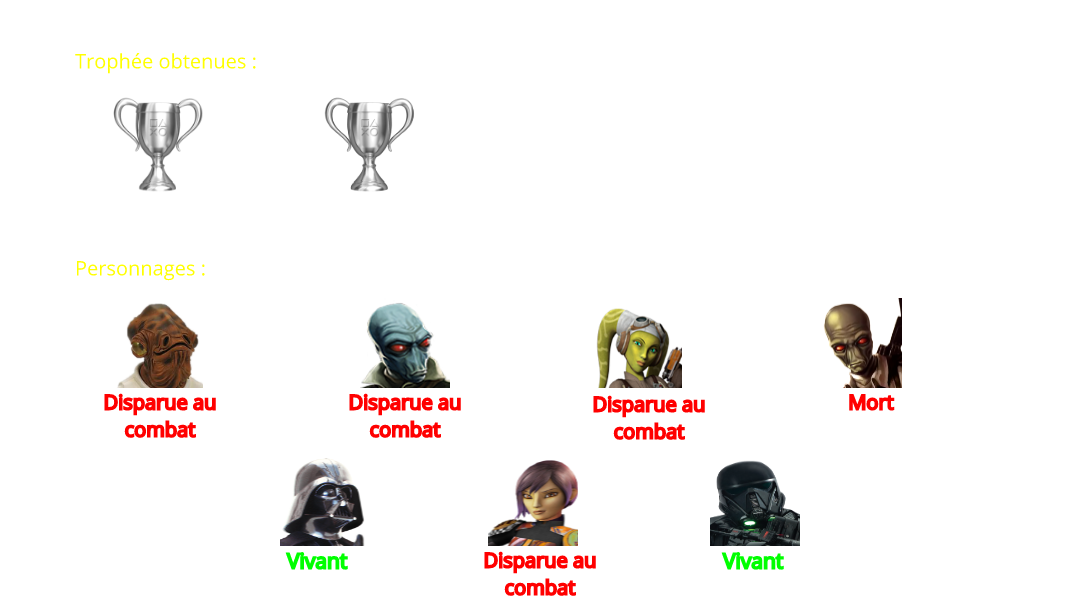 Trophée obtenues :
Personnages :
Disparue au
combat
Disparue au
combat
Disparue au
combat
Mort
Vivant
Disparue au
combat
Vivant